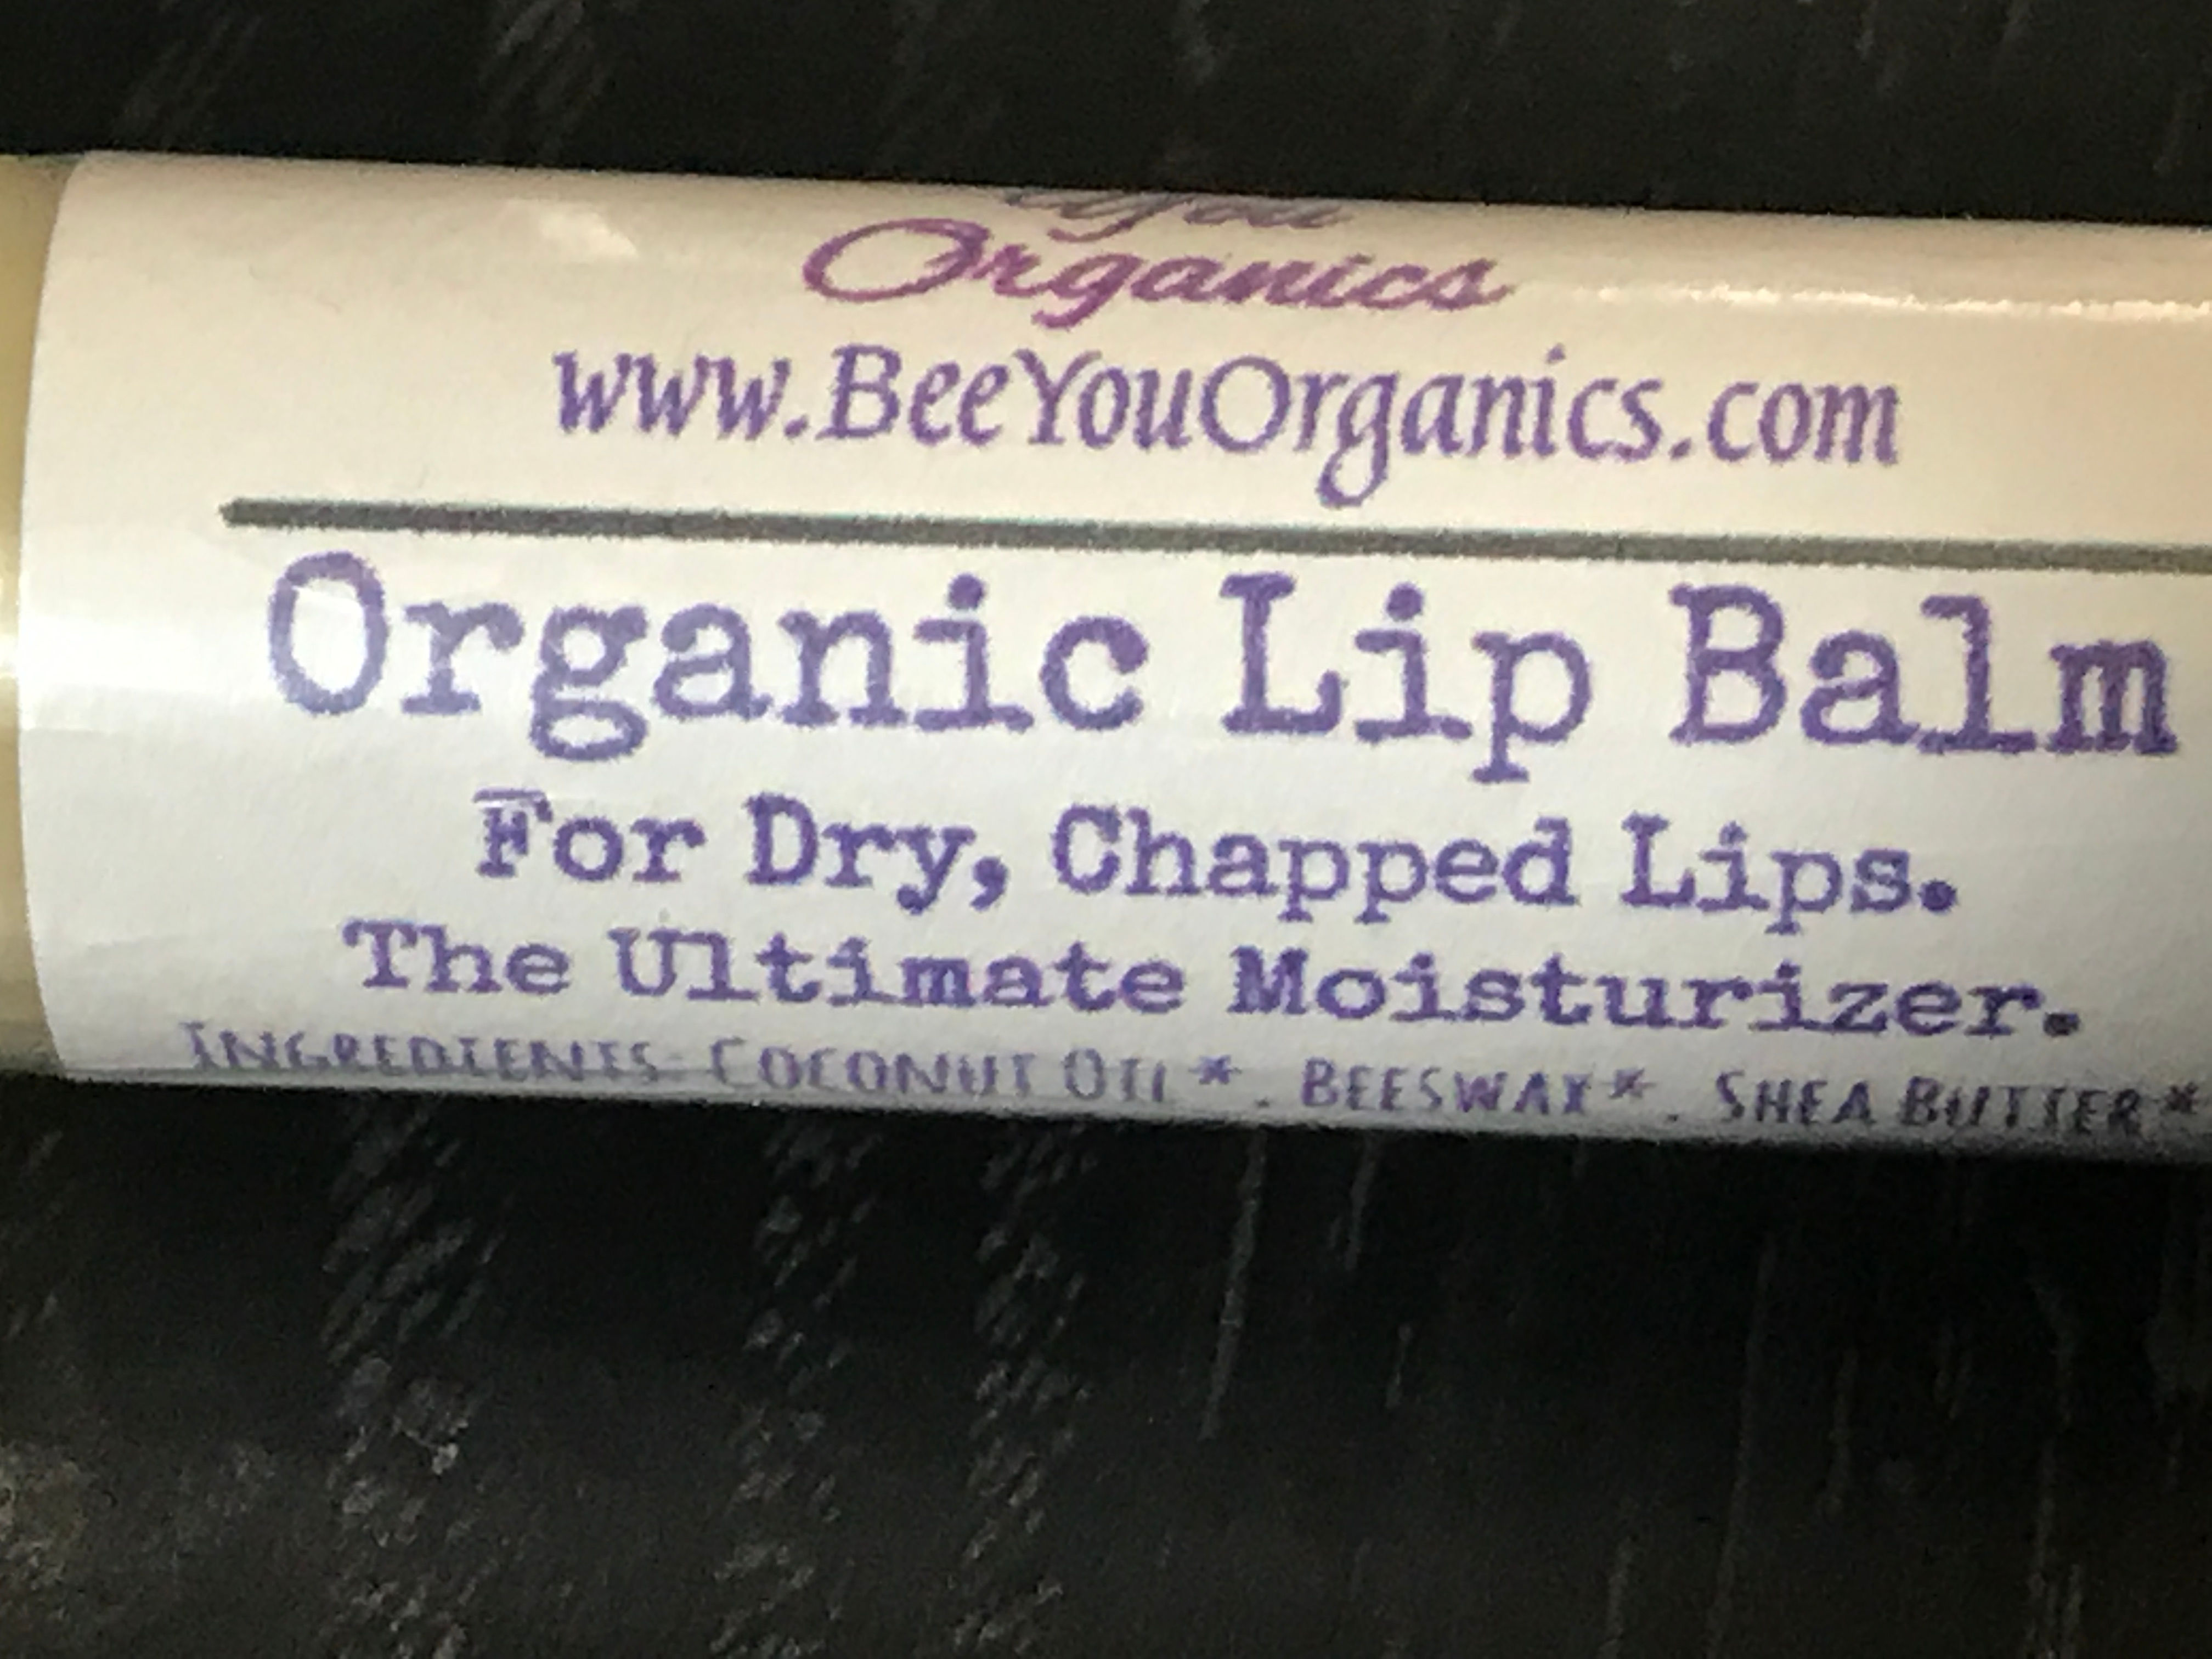 Organics
www.BeeYouOrganics.com
Organic Lip Balm
For Dry, Chapped Lips.
The Ultimate Moisturizer.
INGREDIENTS- COCONUT OIL*, BEESWAX*, SHEA BUTTER*